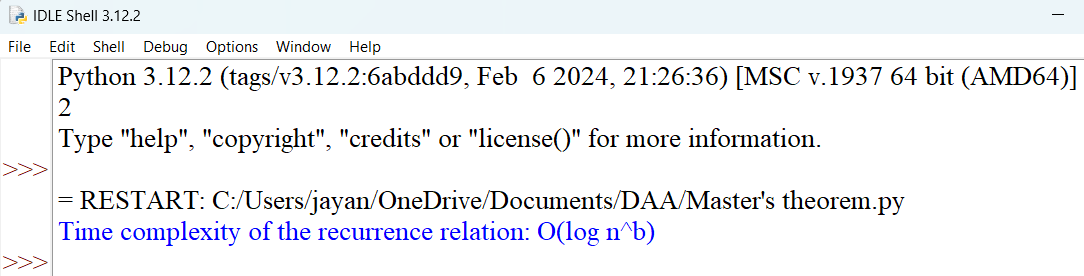 IDLE Shell 3.12.2
File Edit Shell Debug Options Window Help
Python 3.12.2 (tags/v3.12.2:6abddd9, Feb  6 2024, 21:26:36) [MSC v.1937 64 bit (AMD64)]
2
Type "help", "copyright", "credits" or "license()" for more information.
>>>
= RESTART: C:/Users/jayan/OneDrive/Documents/DAA/Master's theorem.py
Time complexity of the recurrence relation: O(log n^b)
>>>